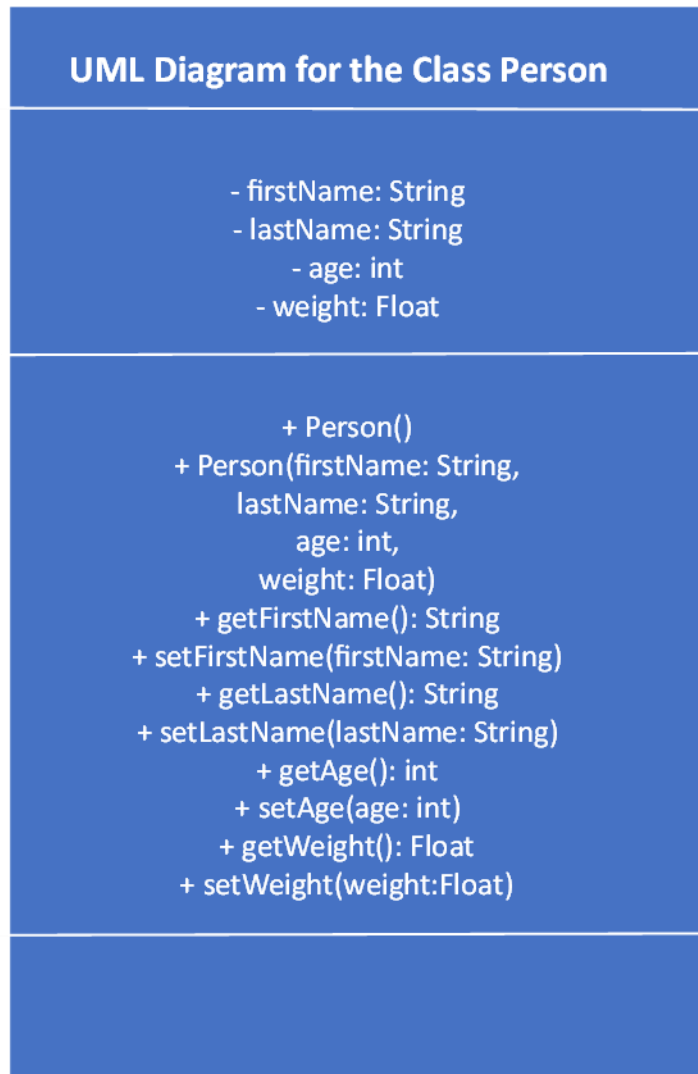 UML Diagram for the Class Person
- firstName: String
- lastName: String
- age: int
- weight: Float
+ Person()
+ Person(firstName: String,
lastName: String,
age: int,
weight: Float)
+ getFirstName(): String
+ setFirstName(firstName: String)
+ getLastName(): String
+ setLastName(lastName: String)
+ getAge(): int
+ setAge(age: int)
+ getWeight(): Float
+ setWeight(weight:Float)